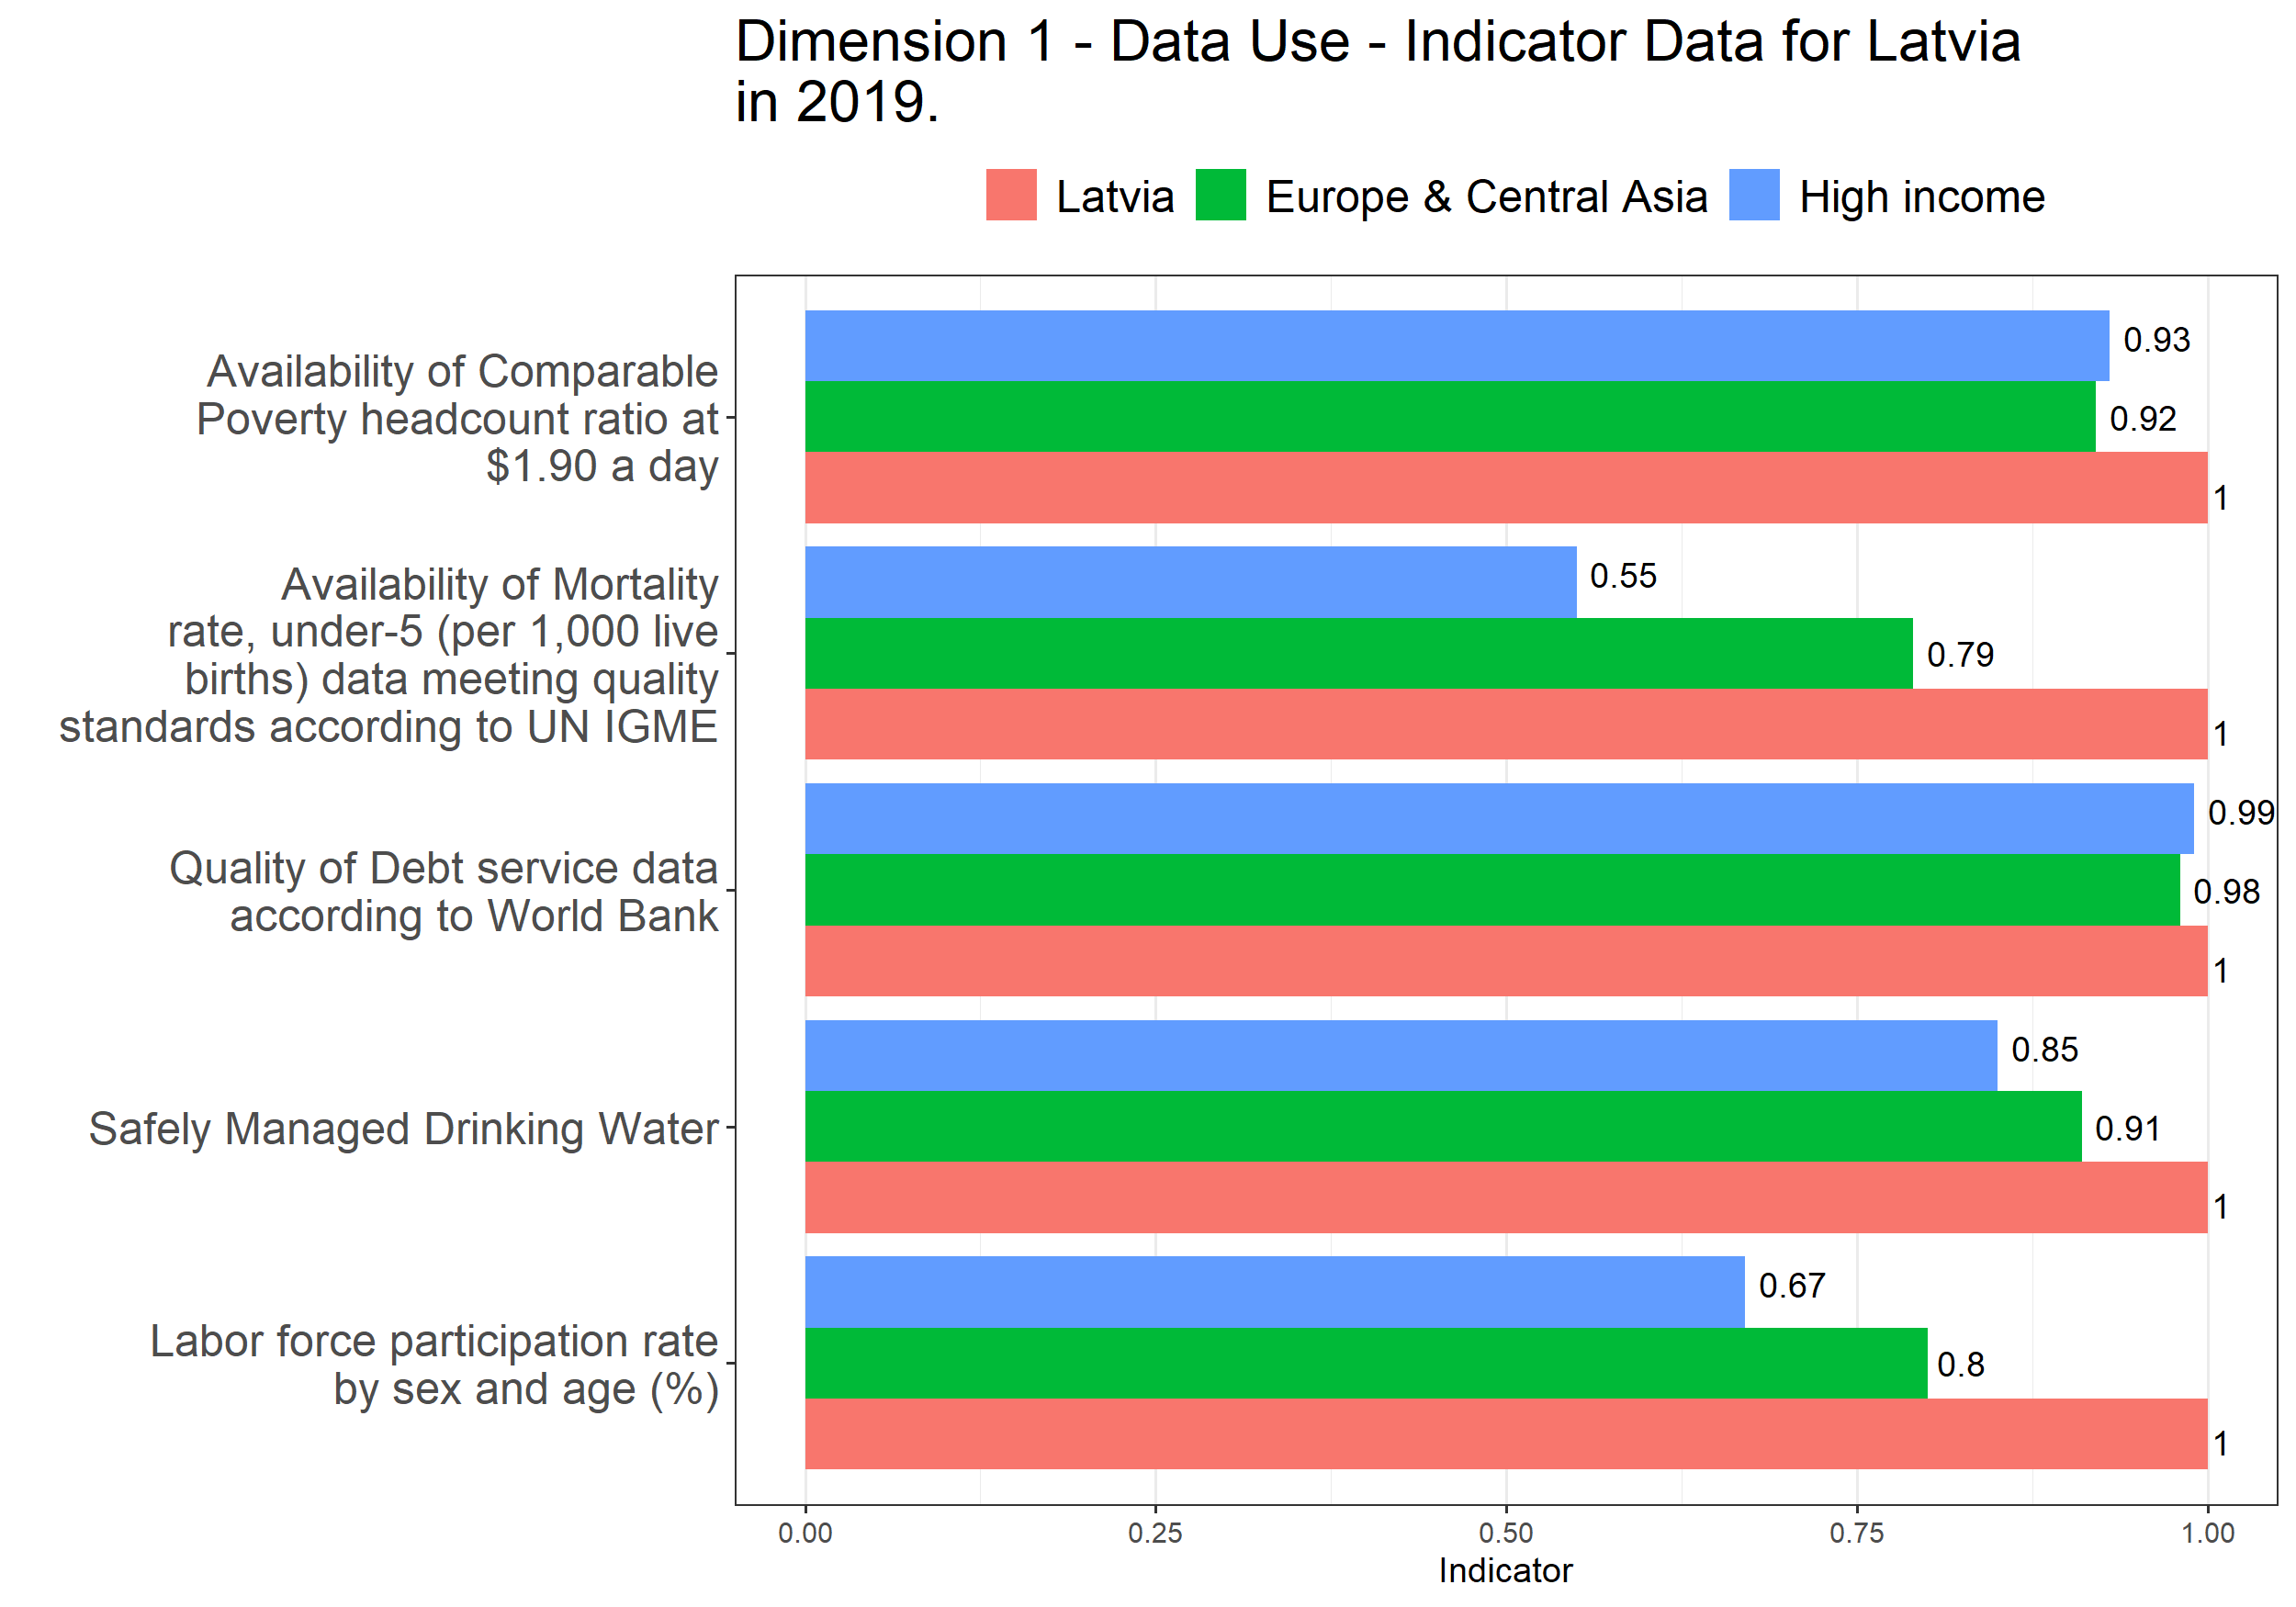 Dimension 1 - Data Use - Indicator Data for Latvia
in 2019.
Latvia
Europe & Central Asia
High income
Availability of Comparable
Poverty headcount ratio at
$1.90 a day
0.93
0.92
1
Availability of Mortality
rate, under-5 (per 1,000 live
births) data meeting quality
standards according to UN IGME
0.55
0.79
1
Quality of Debt service data
according to World Bank
0.99
0.98
1
Safely Managed Drinking Water
0.85
0.91
1
Labor force participation rate
by sex and age (%)
0.67
0.8
1
0.00
0.25
0.50
0.75
1.00
Indicator